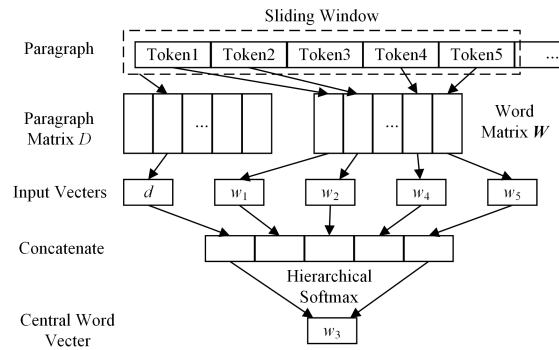 Sliding Window
Paragraph
Token1 Token2 Token3 Token4 Token5 ...
Paragraph
Matrix D
...
...
Word
Matrix W
Input Vecters
d
w1
w2
w4
w5
Concatenate
Hierarchical
Softmax
Central Word
Vecter
w3